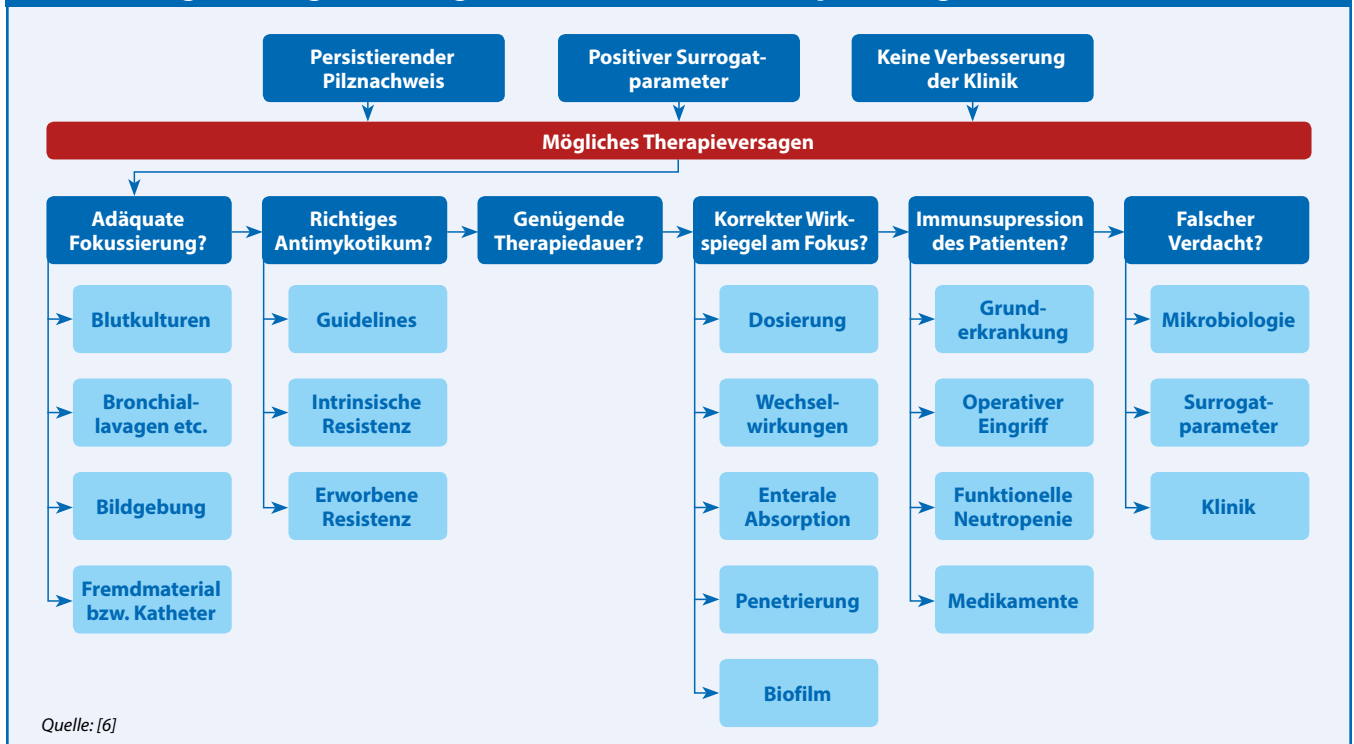 Persistierender
Pilznachweis
Positiver Surrogat-
parameter
Keine Verbesserung
der Klinik
Mögliches Therapieversagen
Adäquate
Fokussierung?
Richtiges
Antimykotikum?
Genügende
Therapiedauer?
Korrekter Wirk-
spiegel am Fokus?
Immunsupression
des Patienten?
Falscher
Verdacht?
Blutkulturen
Bronchial-
lavagen etc.
Bildgebung
Fremdmaterial
bzw. Katheter
Guidelines
Intrinsische
Resistenz
Erworbene
Resistenz
Dosierung
Wechsel-
wirkungen
Enterale
Absorption
Penetrierung
Biofilm
Grund-
erkrankung
Operativer
Eingriff
Funktionelle
Neutropenie
Medikamente
Mikrobiologie
Surrogat-
parameter
Klinik
Quelle: [6]